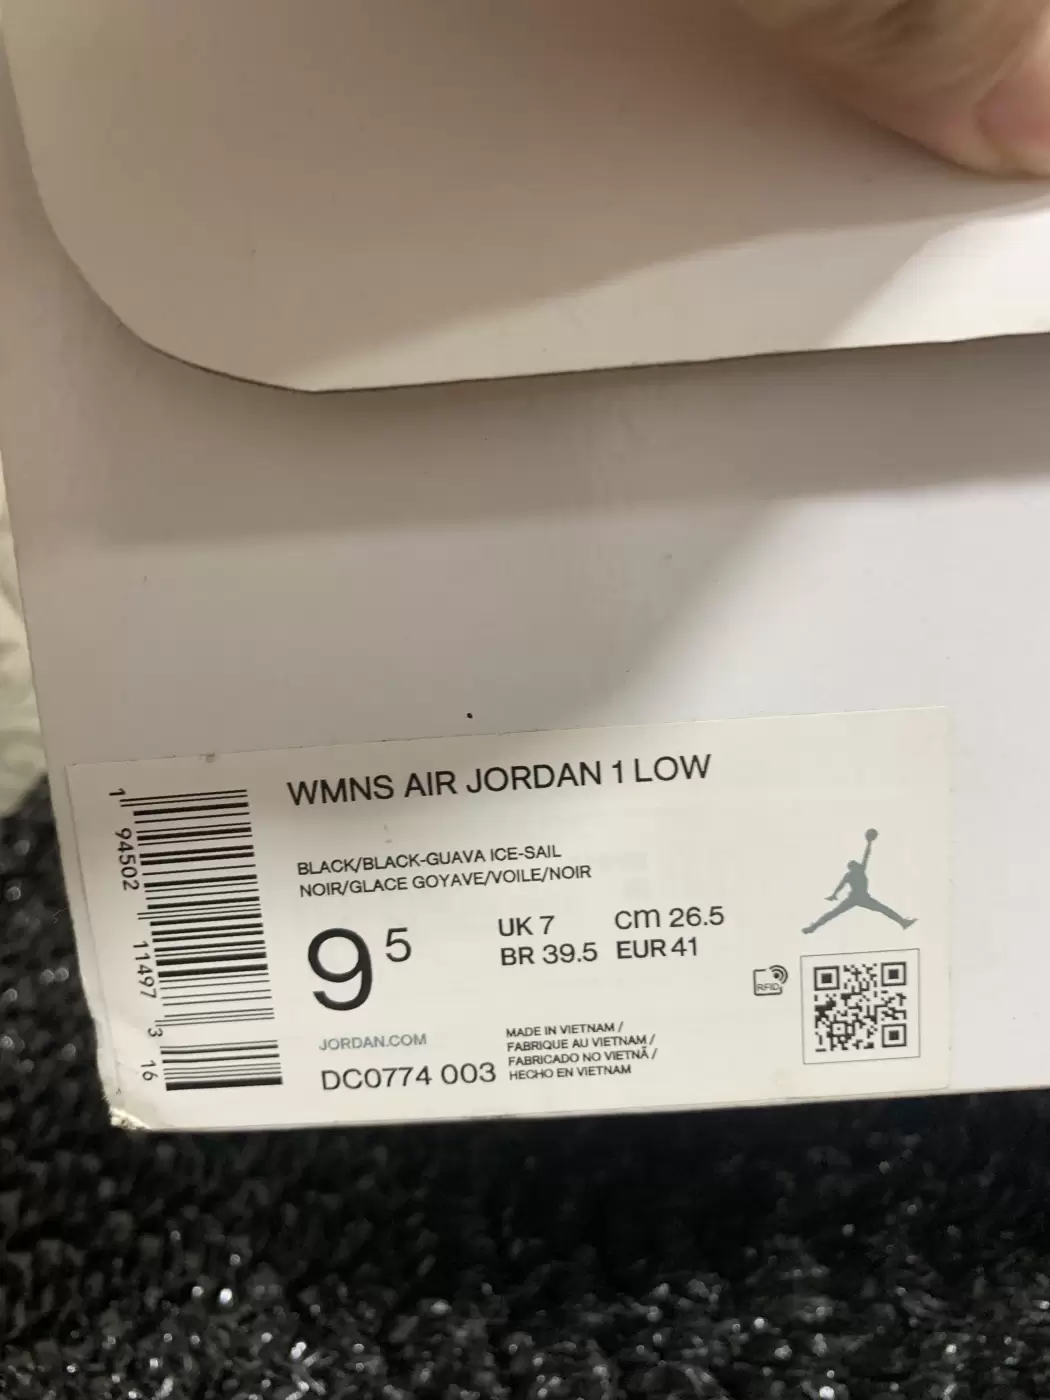 WMNS AIR JORDAN 1 LOW
BLACK/BLACK-GUAVA ICE-SAIL
NOIR/GLACE GOYAVE/VOILE/NOIR
9 5
UK 7 cm 26.5
BR 39.5 EUR 41
RFID
JORDAN.COM
DC0774 003
MADE IN VIETNAM /
FABRIQUE AU VIETNAM /
FABRICADO NO VIETNÃ /
HECHO EN VIETNAM
1 94502 11497 3 16